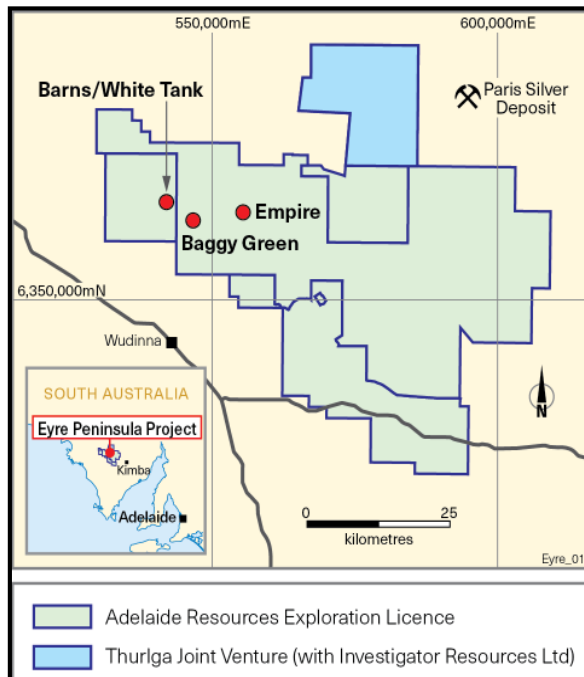 550,000mE
600,000mE
Barns/White Tank
Paris Silver
Deposit
Empire
Baggy Green
6,350,000mN
Wudinna
SOUTH AUSTRALIA
Eyre Peninsula Project
Kimba
Adelaide
N
0
25
kilometres
Eyre_01
Adelaide Resources Exploration Licence
Thurlga Joint Venture (with Investigator Resources Ltd)